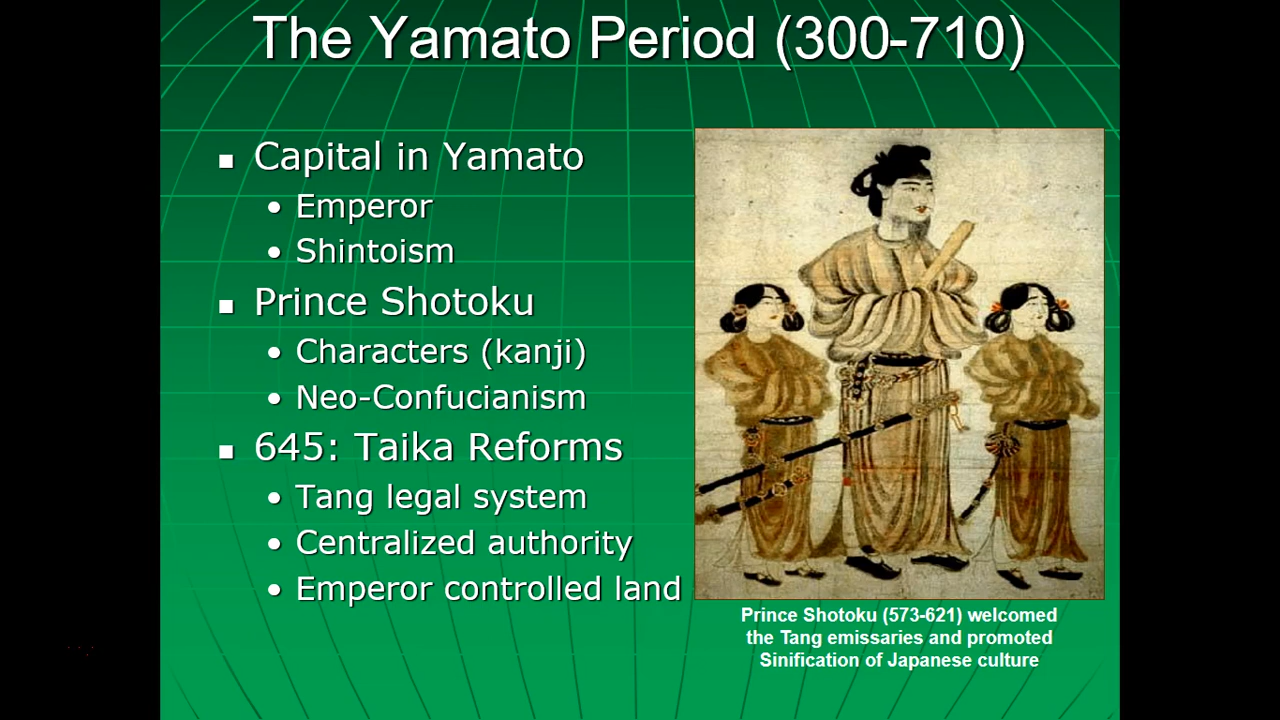 The Yamato Period (300-710)
Capital in Yamato
Emperor
Shintoism
Prince Shotoku
Characters (kanji)
Neo-Confucianism
645: Taika Reforms
Tang legal system
Centralized authority
Emperor controlled land
Prince Shotoku (573-621) welcomed
the Tang emissaries and promoted
Sinification of Japanese culture